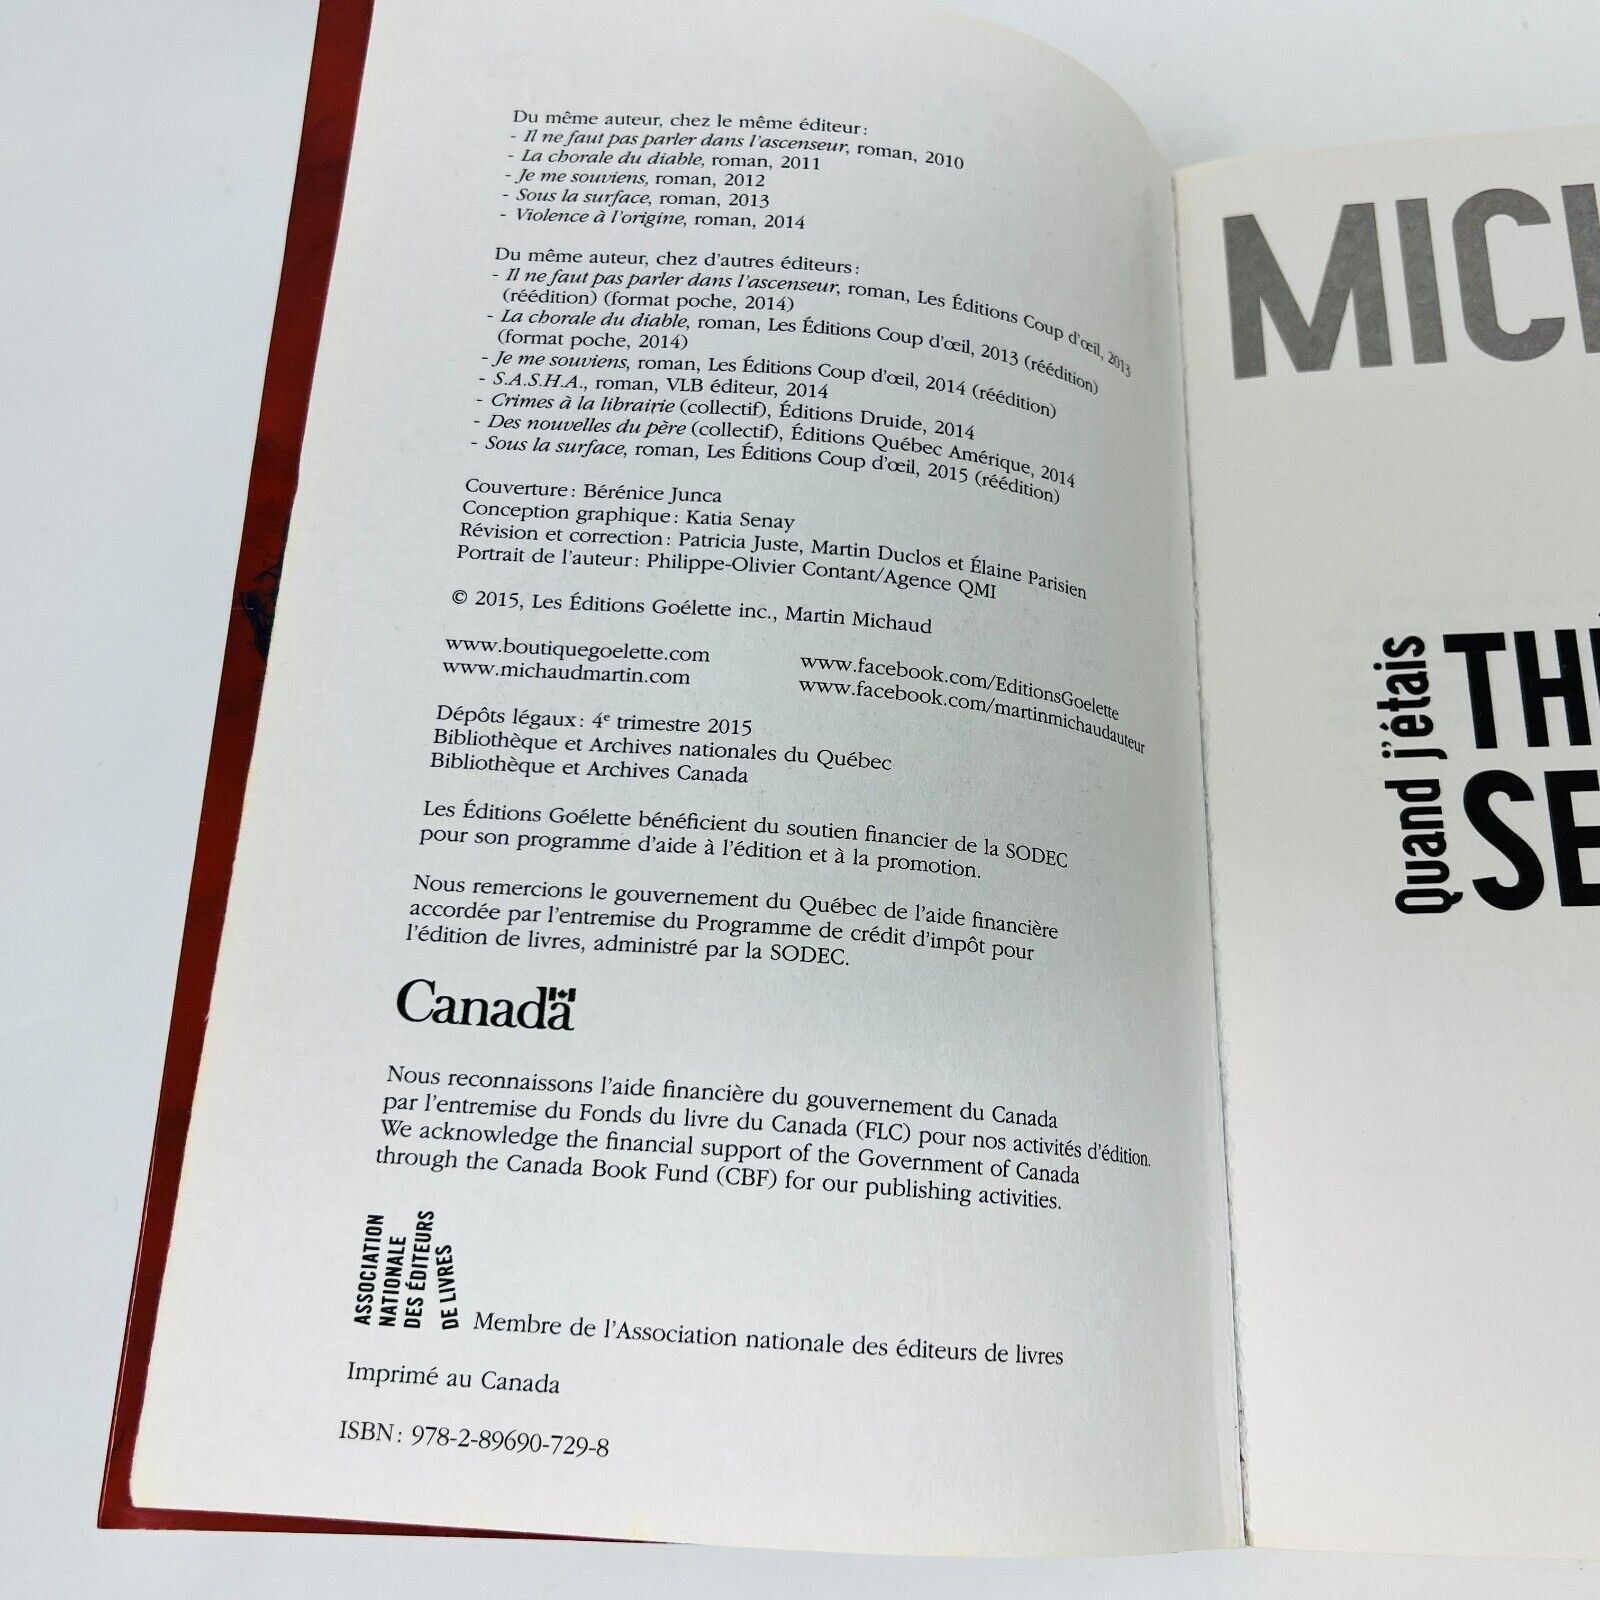 Du même auteur, chez le même éditeur :
- Il ne faut pas parler dans l'ascenseur, roman, 2010
- La chorale du diable, roman, 2011
- Je me souviens, roman, 2012
- Sous la surface, roman, 2013
- Violence à l'origine, roman, 2014
Du même auteur, chez d'autres éditeurs :
- Il ne faut pas parler dans l'ascenseur, roman, Les Éditions Coup d'œil, 2013
(réédition) (format poche, 2014)
- La chorale du diable, roman, Les Éditions Coup d'œil, 2013 (réédition)
(format poche, 2014)
- Je me souviens, roman, Les Éditions Coup d'œil, 2014 (réédition)
- S.A.S.H.A., roman, VLB éditeur, 2014
- Crimes à la librairie (collectif), Éditions Druide, 2014
- Des nouvelles du père (collectif), Éditions Québec Amérique, 2014
- Sous la surface, roman, Les Éditions Coup d'œil, 2015 (réédition)
Couverture : Bérénice Junca
Conception graphique : Katia Senay
Révision et correction : Patricia Juste, Martin Duclos et Élaine Parisien
Portrait de l'auteur : Philippe-Olivier Contant/Agence QMI
© 2015, Les Éditions Goélette inc., Martin Michaud
www.boutiquegoelette.com
www.michaudmartin.com
www.facebook.com/EditionsGoelette
www.facebook.com/martinmichaudauteur
Dépôts légaux : 4e trimestre 2015
Bibliothèque et Archives nationales du Québec
Bibliothèque et Archives Canada
Les Éditions Goélette bénéficient du soutien financier de la SODEC
pour son programme d'aide à l'édition et à la promotion.
Nous remercions le gouvernement du Québec de l'aide financière
accordée par l'entremise du Programme de crédit d'impôt pour
l'édition de livres, administré par la SODEC.
Canada
Nous reconnaissons l'aide financière du gouvernement du Canada
par l'entremise du Fonds du livre du Canada (FLC) pour nos activités d'édition.
We acknowledge the financial support of the Government of Canada
through the Canada Book Fund (CBF) for our publishing activities.
ASSOCIATION
NATIONALE
DES ÉDITEURS
DE LIVRES
Membre de l'Association nationale des éditeurs de livres
Imprimé au Canada
ISBN : 978-2-89690-729-8
MIC
Quand j'étais
TH
SE